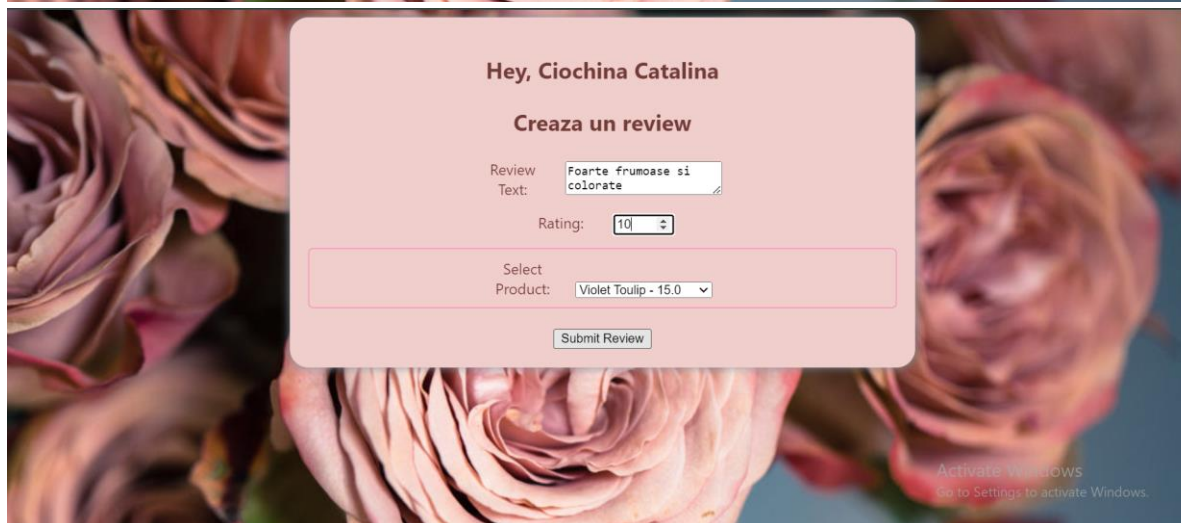 Hey, Ciochina Catalina
Creaza un review
Review
Text:
Foarte frumoase si
colorate
Rating: 10
Select
Product: Violet Toulip - 15.0
Submit Review
Activate Windows
Go to Settings to activate Windows.